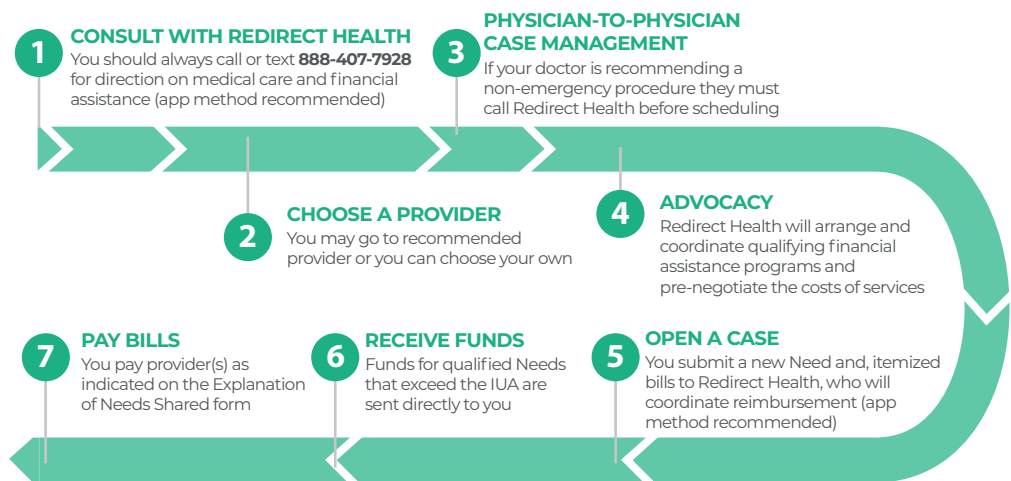 1
CONSULT WITH REDIRECT HEALTH
You should always call or text 888-407-7928
for direction on medical care and financial
assistance (app method recommended)
2
CHOOSE A PROVIDER
You may go to recommended
provider or you can choose your own
3
PHYSICIAN-TO-PHYSICIAN
CASE MANAGEMENT
If your doctor is recommending a
non-emergency procedure they must
call Redirect Health before scheduling
4
ADVOCACY
Redirect Health will arrange and
coordinate qualifying financial
assistance programs and
pre-negotiate the costs of services
5
OPEN A CASE
You submit a new Need and, itemized
bills to Redirect Health, who will
coordinate reimbursement (app
method recommended)
6
RECEIVE FUNDS
Funds for qualified Needs
that exceed the IUA are
sent directly to you
7
PAY BILLS
You pay provider(s) as
indicated on the Explanation
of Needs Shared form